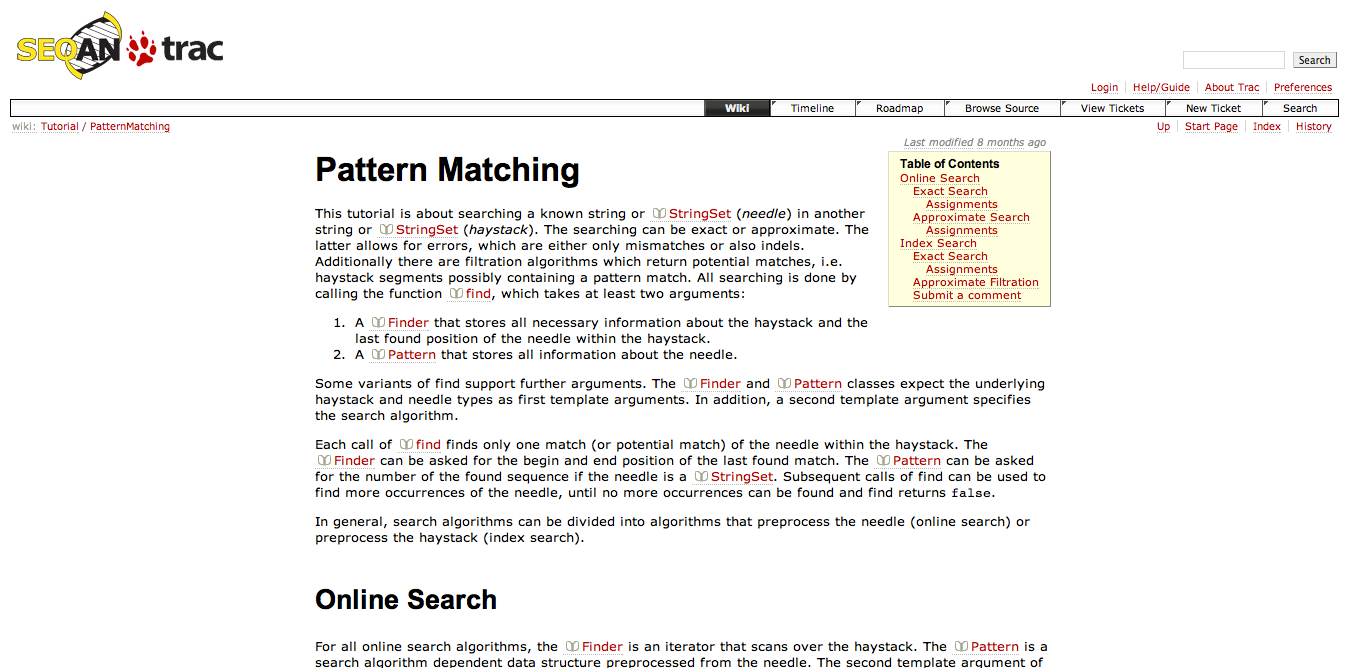 SEQAN trac
Search
Login Help/Guide About Trac Preferences
Wiki Timeline Roadmap Browse Source View Tickets New Ticket Search
wiki: Tutorial / PatternMatching
Up Start Page Index History
Last modified 8 months ago
Pattern Matching
Table of Contents
Online Search
Exact Search
Assignments
Approximate Search
Assignments
Index Search
Exact Search
Assignments
Approximate Filtration
Submit a comment
This tutorial is about searching a known string or StringSet (needle) in another
string or StringSet (haystack). The searching can be exact or approximate. The
latter allows for errors, which are either only mismatches or also indels.
Additionally there are filtration algorithms which return potential matches, i.e.
haystack segments possibly containing a pattern match. All searching is done by
calling the function find, which takes at least two arguments:
1. A Finder that stores all necessary information about the haystack and the
last found position of the needle within the haystack.
2. A Pattern that stores all information about the needle.
Some variants of find support further arguments. The Finder and Pattern classes expect the underlying
haystack and needle types as first template arguments. In addition, a second template argument specifies
the search algorithm.
Each call of find finds only one match (or potential match) of the needle within the haystack. The
Finder can be asked for the begin and end position of the last found match. The Pattern can be asked
for the number of the found sequence if the needle is a StringSet. Subsequent calls of find can be used to
find more occurrences of the needle, until no more occurrences can be found and find returns false.
In general, search algorithms can be divided into algorithms that preprocess the needle (online search) or
preprocess the haystack (index search).
Online Search
For all online search algorithms, the Finder is an iterator that scans over the haystack. The Pattern is a
search algorithm dependent data structure preprocessed from the needle. The second template argument of